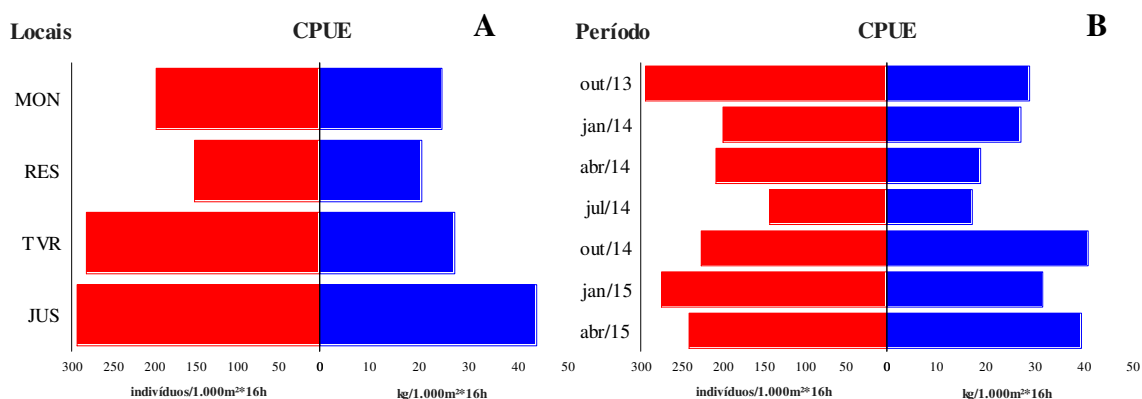 Locais CPUE A
MON
RES
TVR
JUS
300 250 200 150 100 50 0 10 20 30 40 50
indivíduos/1.000m²*16h kg/1.000m²*16h
Período CPUE B
out/13
jan/14
abr/14
jul/14
out/14
jan/15
abr/15
300 250 200 150 100 50 0 10 20 30 40 50
indivíduos/1.000m²*16h kg/1.000m²*16h